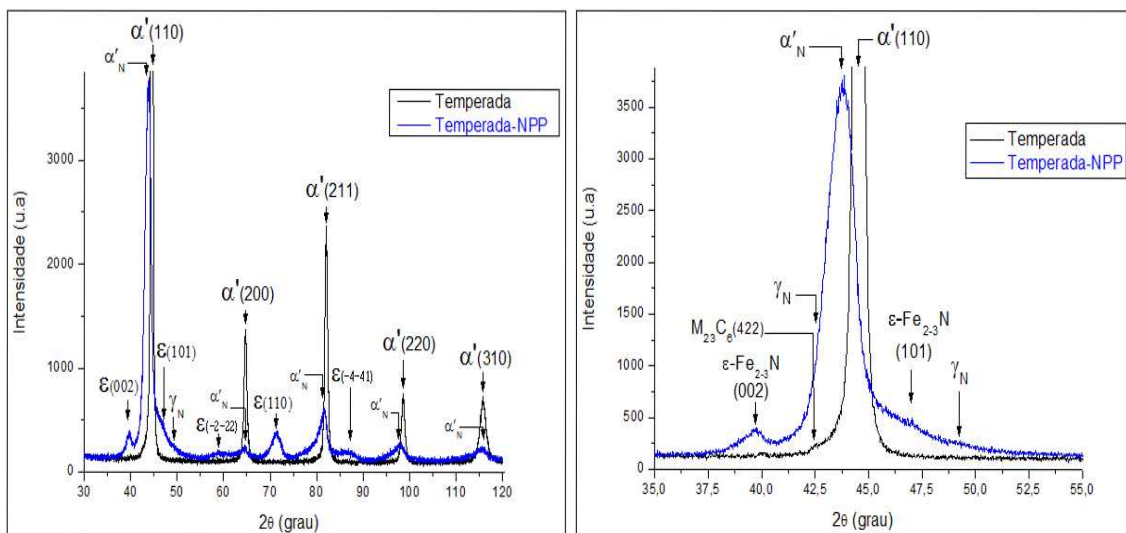 α'(110)
α'N
Temperada
Temperada-NPP
α'(211)
α'(200)
α'(220)
α'(310)
ε(002)
ε(101)
γN
ε(-2-22)
α'N
ε(110)
α'N
ε(-4-41)
α'N
α'N
Intensidade (u.a)
3000
2000
1000
0
30 40 50 60 70 80 90 100 110 120
2θ (grau)
α'N
α'(110)
Temperada
Temperada-NPP
γN
M23C6(422)
ε-Fe2-3N
(002)
ε-Fe2-3N
(101)
γN
Intensidade (u.a)
3500
3000
2500
2000
1500
1000
500
0
35,0 37,5 40,0 42,5 45,0 47,5 50,0 52,5 55,0
2θ (grau)